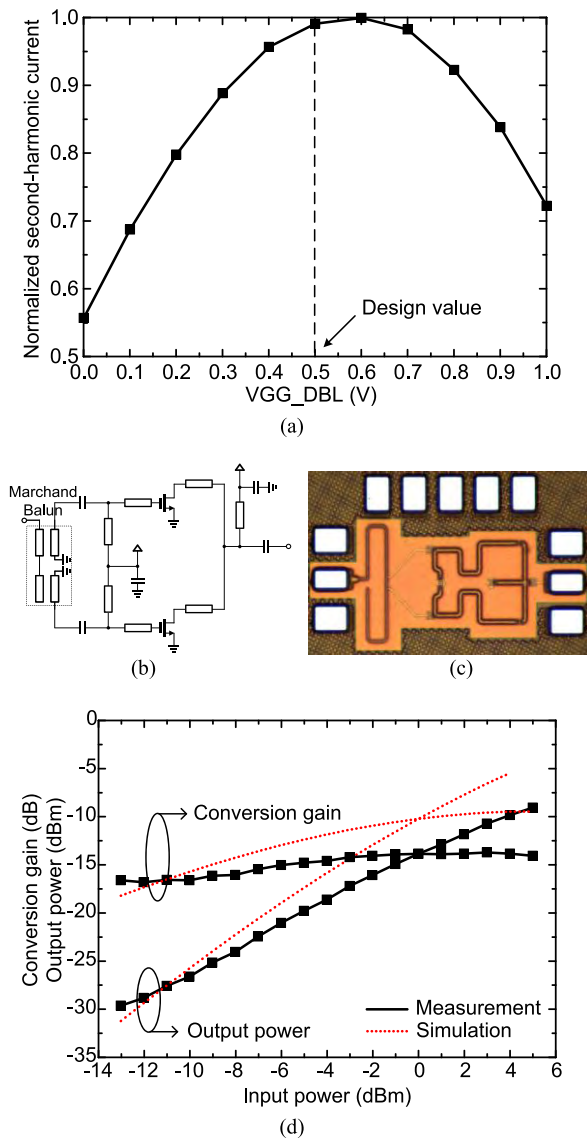 1.0
0.9
0.8
0.7
0.6
0.5
Normalized second-harmonic current
Design value
0.0 0.1 0.2 0.3 0.4 0.5 0.6 0.7 0.8 0.9 1.0
VGG_DBL (V)
(a)
Marchand
Balun
(b)
(c)
0
-5
-10
-15
-20
-25
-30
-35
Conversion gain (dB)
Output power (dBm)
Conversion gain
Output power
Measurement
Simulation
-14 -12 -10 -8 -6 -4 -2 0 2 4 6
Input power (dBm)
(d)